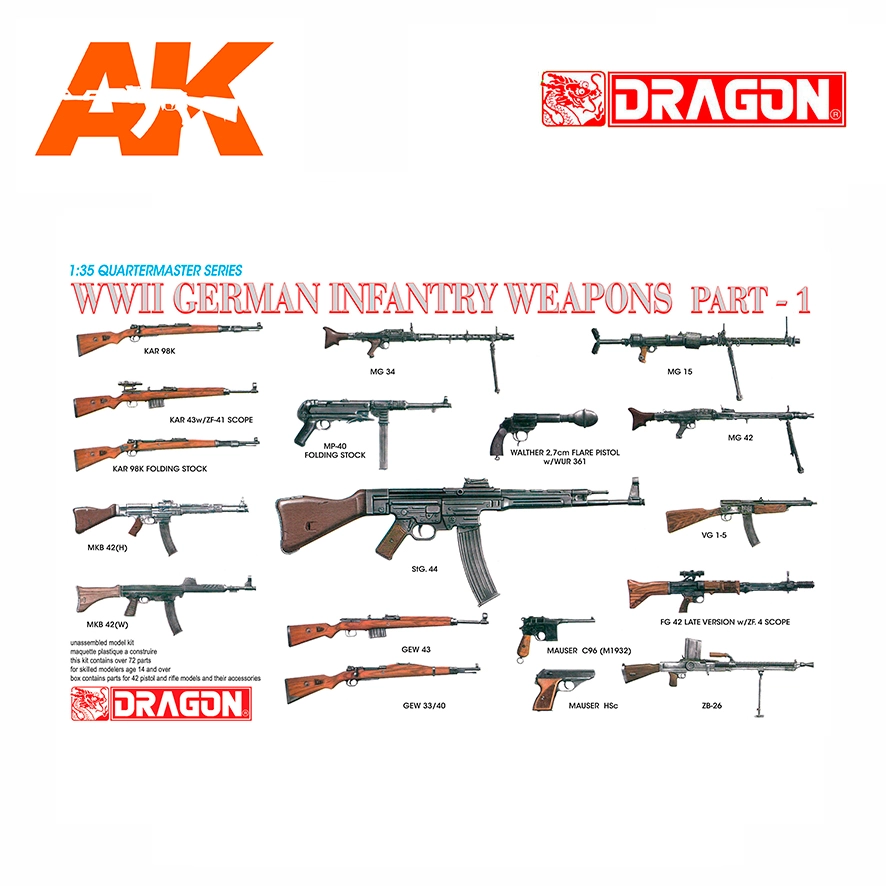 AK
DRAGON®
1:35 QUARTERMASTER SERIES
WWII GERMAN INFANTRY WEAPONS PART - 1
KAR 98K
MG 34
MG 15
KAR 43w/ZF-41 SCOPE
MP-40
FOLDING STOCK
WALTHER 2,7cm FLARE PISTOL
w/WUR 361
MG 42
KAR 98K FOLDING STOCK
MKB 42(H)
StG. 44
VG 1-5
MKB 42(W)
FG 42 LATE VERSION w/ZF. 4 SCOPE
GEW 43
MAUSER C96 (M1932)
unassembled model kit
maquette plastique a construire
this kit contains over 72 parts
for skilled modelers age 14 and over
box contains parts for 42 pistol and rifle models and their accessories
DRAGON
GEW 33/40
MAUSER HSc
ZB-26